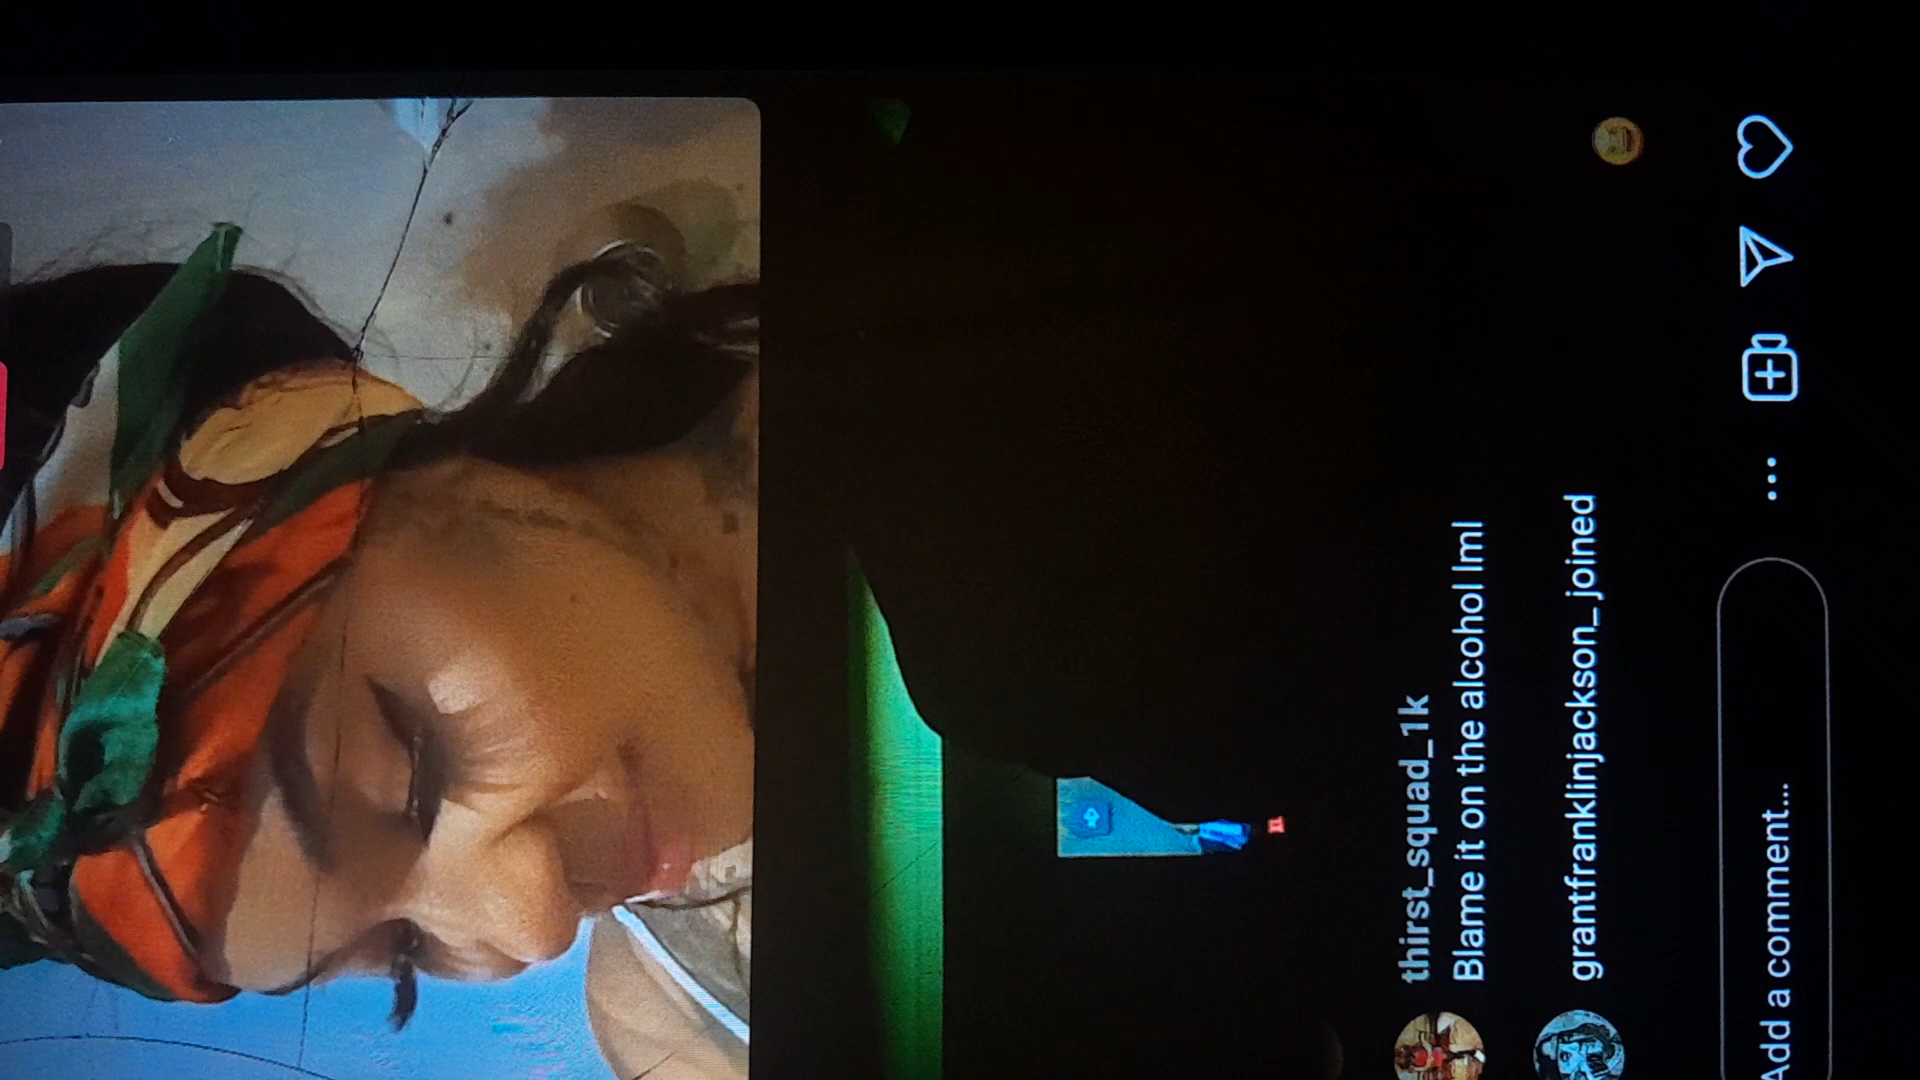 thirst_squad_1k
Blame it on the alcohol lml
grantfranklinjackson_joined
Add a comment...